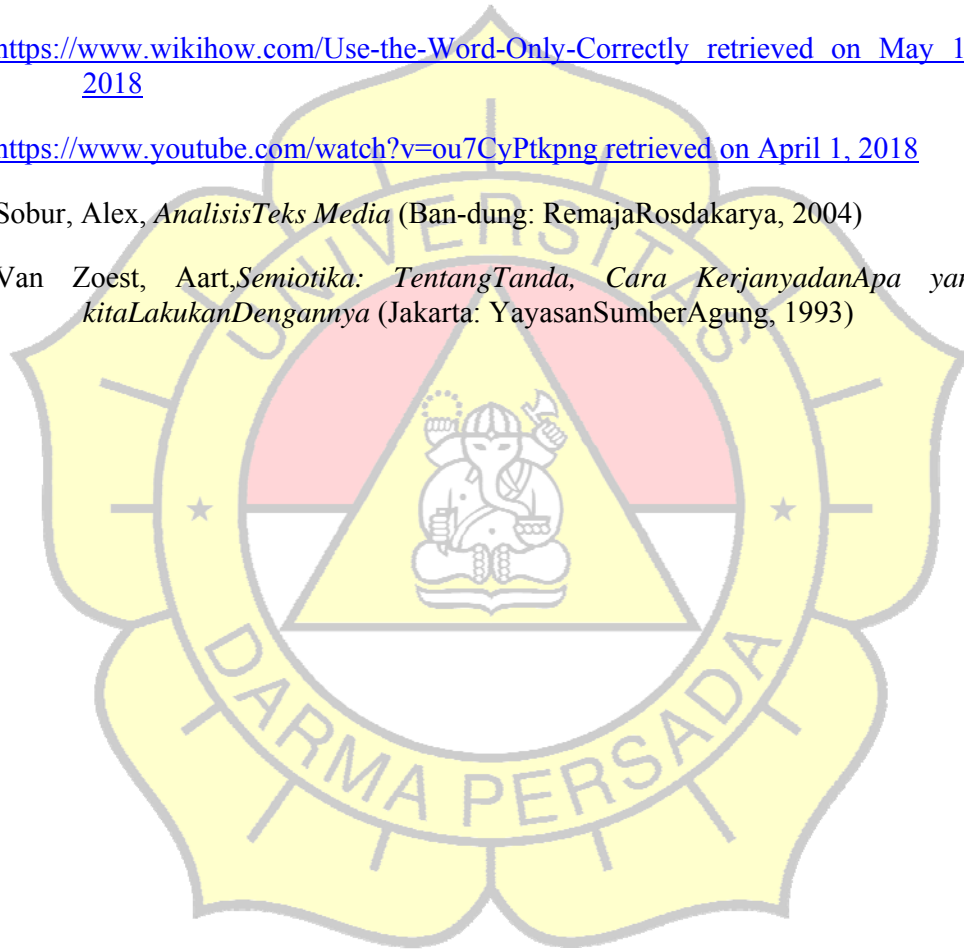 https://www.wikihow.com/Use-the-Word-Only-Correctly retrieved on May 1
2018
https://www.youtube.com/watch?v=ou7CyPtkpng retrieved on April 1, 2018
Sobur, Alex, AnalisisTeks Media (Ban-dung: RemajaRosdakarya, 2004)
Van Zoest, Aart,Semiotika: TentangTanda, Cara KerjanyadanApa yan
kitaLakukanDengannya (Jakarta: YayasanSumberAgung, 1993)
UNIVERSITAS
DARMA PERSADA